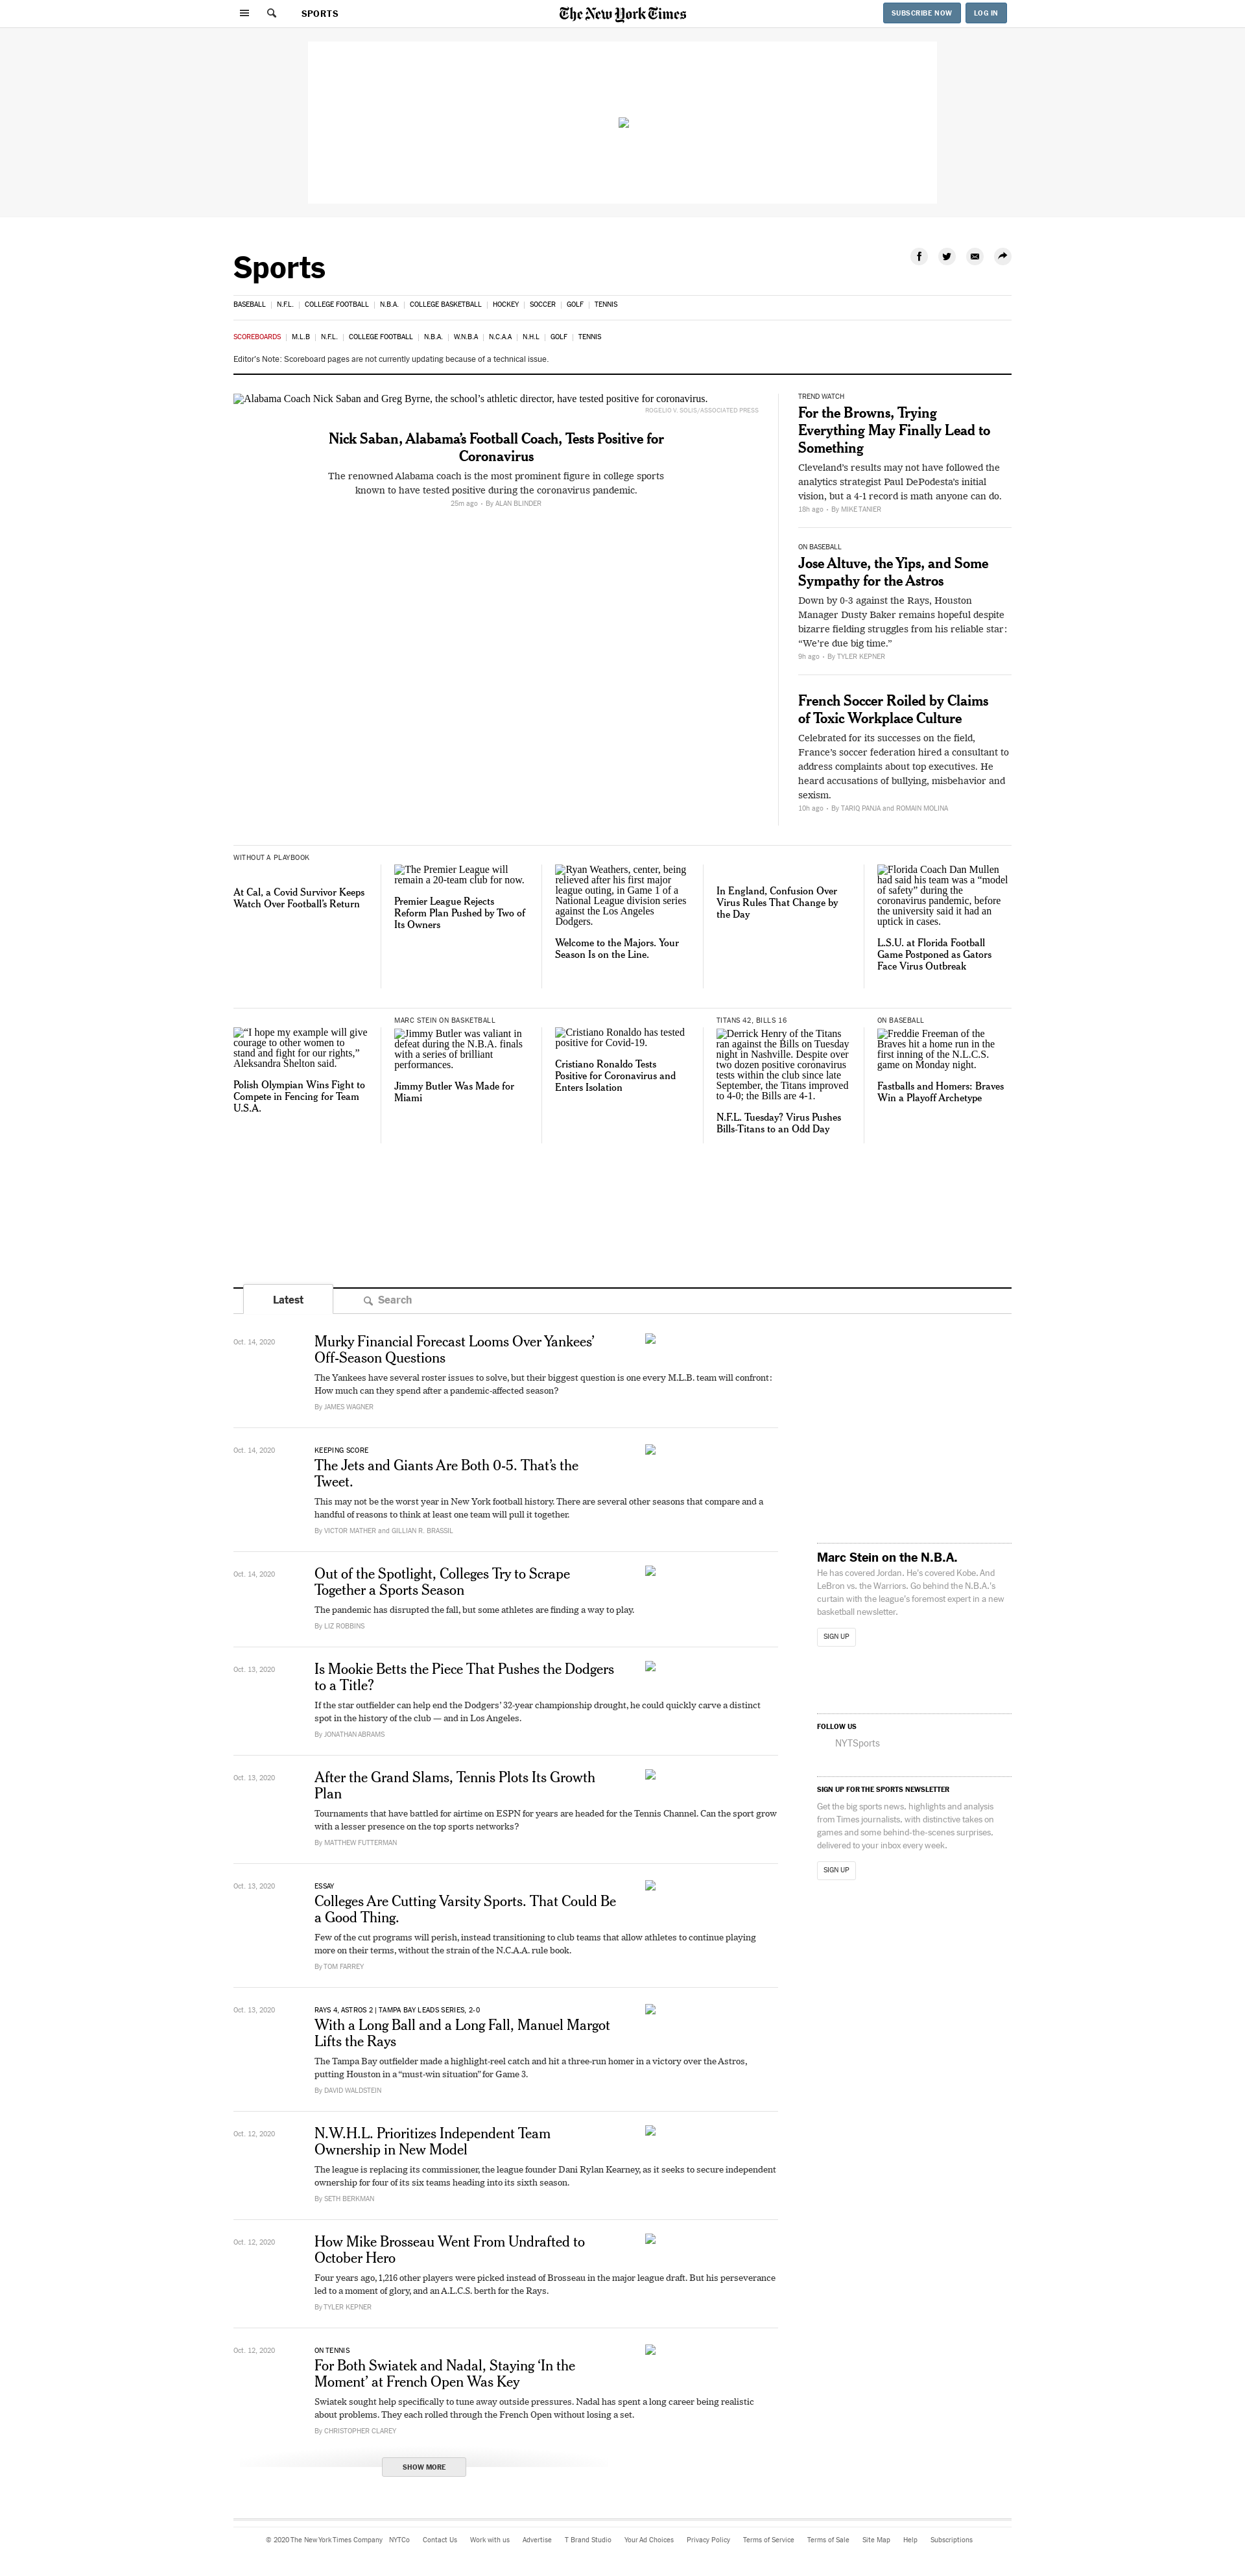 SPORTS
The New York Times
SUBSCRIBE NOW
LOG IN
Sports
BASEBALL | N.F.L. | COLLEGE FOOTBALL | N.B.A. | COLLEGE BASKETBALL | HOCKEY | SOCCER | GOLF | TENNIS
SCOREBOARDS | M.L.B | N.F.L. | COLLEGE FOOTBALL | N.B.A. | W.N.B.A | N.C.A.A | N.H.L | GOLF | TENNIS
Editor's Note: Scoreboard pages are not currently updating because of a technical issue.
Alabama Coach Nick Saban and Greg Byrne, the school’s athletic director, have tested positive for coronavirus.
ROGELIO V. SOLIS/ASSOCIATED PRESS
Nick Saban, Alabama’s Football Coach, Tests Positive for
Coronavirus
The renowned Alabama coach is the most prominent figure in college sports
known to have tested positive during the coronavirus pandemic.
25m ago • By ALAN BLINDER
TREND WATCH
For the Browns, Trying
Everything May Finally Lead to
Something
Cleveland’s results may not have followed the
analytics strategist Paul DePodesta’s initial
vision, but a 4-1 record is math anyone can do.
18h ago • By MIKE TANIER
ON BASEBALL
Jose Altuve, the Yips, and Some
Sympathy for the Astros
Down by 0-3 against the Rays, Houston
Manager Dusty Baker remains hopeful despite
bizarre fielding struggles from his reliable star:
“We’re due big time.”
9h ago • By TYLER KEPNER
French Soccer Roiled by Claims
of Toxic Workplace Culture
Celebrated for its successes on the field,
France’s soccer federation hired a consultant to
address complaints about top executives. He
heard accusations of bullying, misbehavior and
sexism.
10h ago • By TARIQ PANJA and ROMAIN MOLINA
WITHOUT A PLAYBOOK
At Cal, a Covid Survivor Keeps
Watch Over Football’s Return
The Premier League will
remain a 20-team club for now.
Premier League Rejects
Reform Plan Pushed by Two of
Its Owners
Ryan Weathers, center, being
relieved after his first major
league outing, in Game 1 of a
National League division series
against the Los Angeles
Dodgers.
Welcome to the Majors. Your
Season Is on the Line.
In England, Confusion Over
Virus Rules That Change by
the Day
Florida Coach Dan Mullen
had said his team was a “model
of safety” during the
coronavirus pandemic, before
the university said it had an
uptick in cases.
L.S.U. at Florida Football
Game Postponed as Gators
Face Virus Outbreak
“I hope my example will give
courage to other women to
stand and fight for our rights,”
Aleksandra Shelton said.
Polish Olympian Wins Fight to
Compete in Fencing for Team
U.S.A.
MARC STEIN ON BASKETBALL
Jimmy Butler was valiant in
defeat during the N.B.A. finals
with a series of brilliant
performances.
Jimmy Butler Was Made for
Miami
Cristiano Ronaldo has tested
positive for Covid-19.
Cristiano Ronaldo Tests
Positive for Coronavirus and
Enters Isolation
TITANS 42, BILLS 16
Derrick Henry of the Titans
ran against the Bills on Tuesday
night in Nashville. Despite over
two dozen positive coronavirus
tests within the club since late
September, the Titans improved
to 4-0; the Bills are 4-1.
N.F.L. Tuesday? Virus Pushes
Bills-Titans to an Odd Day
ON BASEBALL
Freddie Freeman of the
Braves hit a home run in the
first inning of the N.L.C.S.
game on Monday night.
Fastballs and Homers: Braves
Win a Playoff Archetype
Latest
Search
Oct. 14, 2020
Murky Financial Forecast Looms Over Yankees’
Off-Season Questions
The Yankees have several roster issues to solve, but their biggest question is one every M.L.B. team will confront:
How much can they spend after a pandemic-affected season?
By JAMES WAGNER
Oct. 14, 2020
KEEPING SCORE
The Jets and Giants Are Both 0-5. That’s the
Tweet.
This may not be the worst year in New York football history. There are several other seasons that compare and a
handful of reasons to think at least one team will pull it together.
By VICTOR MATHER and GILLIAN R. BRASSIL
Oct. 14, 2020
Out of the Spotlight, Colleges Try to Scrape
Together a Sports Season
The pandemic has disrupted the fall, but some athletes are finding a way to play.
By LIZ ROBBINS
Oct. 13, 2020
Is Mookie Betts the Piece That Pushes the Dodgers
to a Title?
If the star outfielder can help end the Dodgers’ 32-year championship drought, he could quickly carve a distinct
spot in the history of the club — and in Los Angeles.
By JONATHAN ABRAMS
Oct. 13, 2020
After the Grand Slams, Tennis Plots Its Growth
Plan
Tournaments that have battled for airtime on ESPN for years are headed for the Tennis Channel. Can the sport grow
with a lesser presence on the top sports networks?
By MATTHEW FUTTERMAN
Oct. 13, 2020
ESSAY
Colleges Are Cutting Varsity Sports. That Could Be
a Good Thing.
Few of the cut programs will perish, instead transitioning to club teams that allow athletes to continue playing
more on their terms, without the strain of the N.C.A.A. rule book.
By TOM FARREY
Oct. 13, 2020
RAYS 4, ASTROS 2 | TAMPA BAY LEADS SERIES, 2-0
With a Long Ball and a Long Fall, Manuel Margot
Lifts the Rays
The Tampa Bay outfielder made a highlight-reel catch and hit a three-run homer in a victory over the Astros,
putting Houston in a “must-win situation” for Game 3.
By DAVID WALDSTEIN
Oct. 12, 2020
N.W.H.L. Prioritizes Independent Team
Ownership in New Model
The league is replacing its commissioner, the league founder Dani Rylan Kearney, as it seeks to secure independent
ownership for four of its six teams heading into its sixth season.
By SETH BERKMAN
Oct. 12, 2020
How Mike Brosseau Went From Undrafted to
October Hero
Four years ago, 1,216 other players were picked instead of Brosseau in the major league draft. But his perseverance
led to a moment of glory, and an A.L.C.S. berth for the Rays.
By TYLER KEPNER
Oct. 12, 2020
ON TENNIS
For Both Swiatek and Nadal, Staying ‘In the
Moment’ at French Open Was Key
Swiatek sought help specifically to tune away outside pressures. Nadal has spent a long career being realistic
about problems. They each rolled through the French Open without losing a set.
By CHRISTOPHER CLAREY
SHOW MORE
Marc Stein on the N.B.A.
He has covered Jordan. He’s covered Kobe. And
LeBron vs. the Warriors. Go behind the N.B.A.’s
curtain with the league’s foremost expert in a new
basketball newsletter.
SIGN UP
FOLLOW US
NYTSports
SIGN UP FOR THE SPORTS NEWSLETTER
Get the big sports news, highlights and analysis
from Times journalists, with distinctive takes on
games and some behind-the-scenes surprises,
delivered to your inbox every week.
SIGN UP
© 2020 The New York Times Company NYTCo Contact Us Work with us Advertise T Brand Studio Your Ad Choices Privacy Policy Terms of Service Terms of Sale Site Map Help Subscriptions